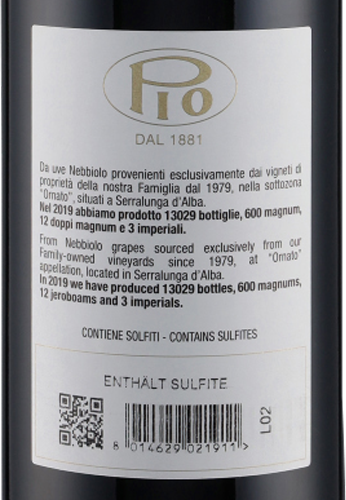 PIO
DAL 1881
Da uve Nebbiolo provenienti esclusivamente dai vigneti di
proprietà della nostra Famiglia dal 1979, nella sottozona
"Ornato", situati a Serralunga d'Alba.
Nel 2019 abbiamo prodotto 13029 bottiglie, 600 magnum,
12 doppi magnum e 3 imperiali.
From Nebbiolo grapes sourced exclusively from our
Family-owned vineyards since 1979, at "Ornato"
appellation, located in Serralunga d'Alba.
In 2019 we have produced 13029 bottles, 600 magnums,
12 jeroboams and 3 imperials.
CONTIENE SOLFITI - CONTAINS SULFITES
ENTHÄLT SULFITE
L02
8 014629 021911 >